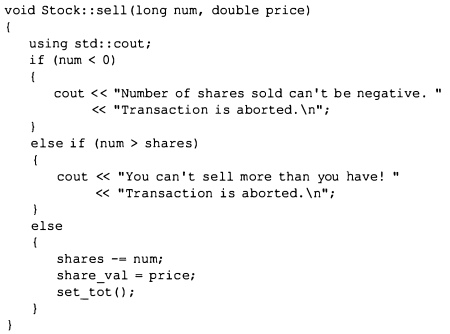 void Stock::sell(long num, double price)
{
    using std::cout;
    if (num < 0)
    {
        cout << "Number of shares sold can't be negative. "
             << "Transaction is aborted.\n";
    }
    else if (num > shares)
    {
        cout << "You can't sell more than you have! "
             << "Transaction is aborted.\n";
    }
    else
    {
        shares -= num;
        share_val = price;
        set_tot();
    }
}